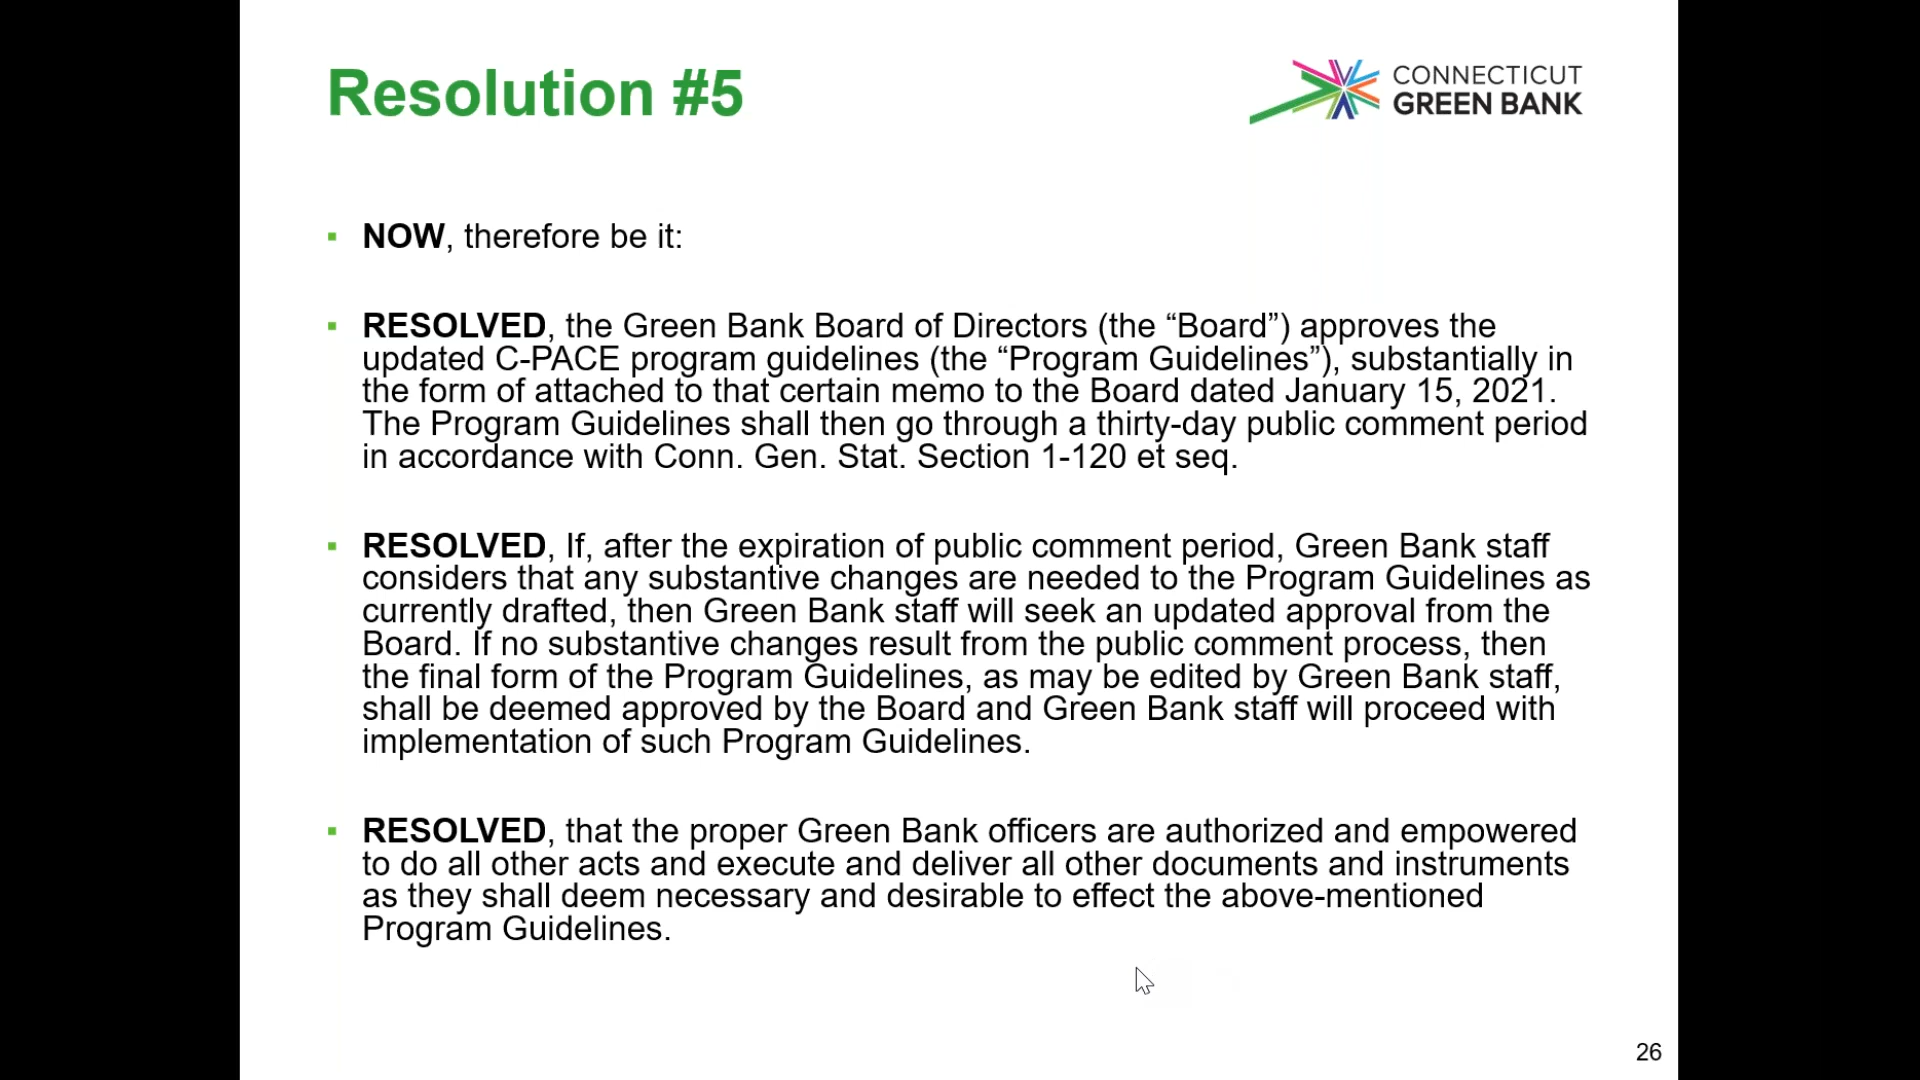 Resolution #5
CONNECTICUT
GREEN BANK
▪ NOW, therefore be it:
▪ RESOLVED, the Green Bank Board of Directors (the “Board”) approves the
updated C-PACE program guidelines (the “Program Guidelines”), substantially in
the form of attached to that certain memo to the Board dated January 15, 2021.
The Program Guidelines shall then go through a thirty-day public comment period
in accordance with Conn. Gen. Stat. Section 1-120 et seq.
▪ RESOLVED, If, after the expiration of public comment period, Green Bank staff
considers that any substantive changes are needed to the Program Guidelines as
currently drafted, then Green Bank staff will seek an updated approval from the
Board. If no substantive changes result from the public comment process, then
the final form of the Program Guidelines, as may be edited by Green Bank staff,
shall be deemed approved by the Board and Green Bank staff will proceed with
implementation of such Program Guidelines.
▪ RESOLVED, that the proper Green Bank officers are authorized and empowered
to do all other acts and execute and deliver all other documents and instruments
as they shall deem necessary and desirable to effect the above-mentioned
Program Guidelines.
26